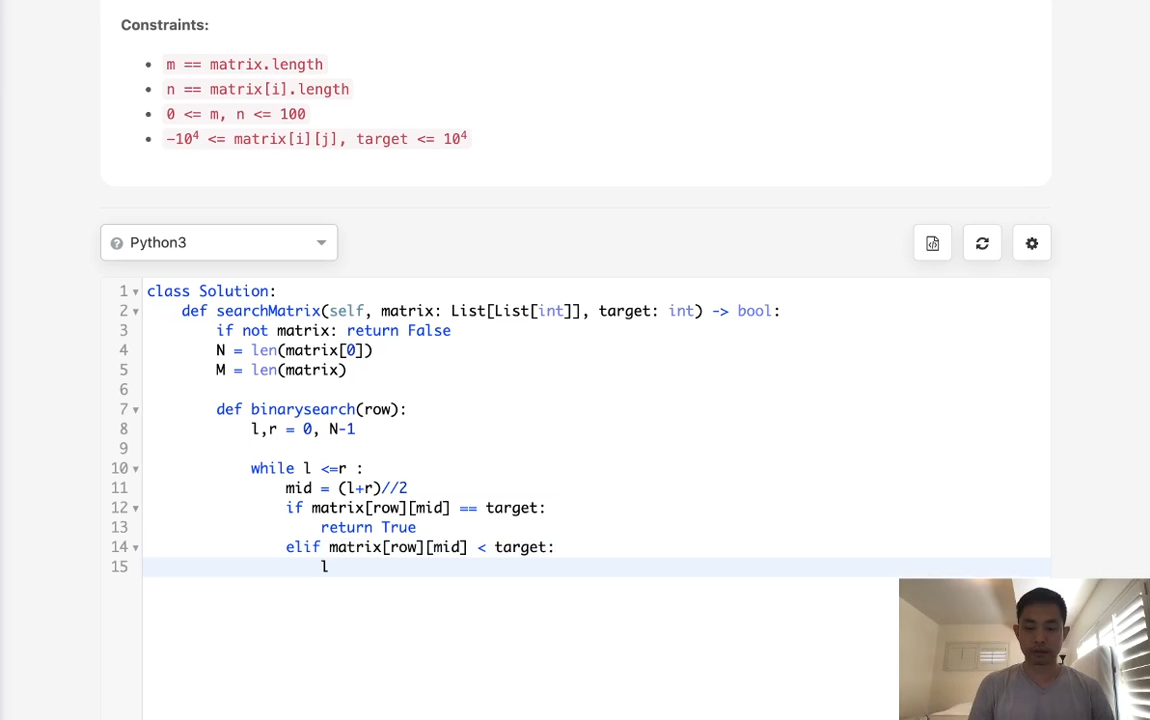 Constraints:
m == matrix.length
n == matrix[i].length
0 <= m, n <= 100
-10⁴ <= matrix[i][j], target <= 10⁴
Python3
1 class Solution:
2 def searchMatrix(self, matrix: List[List[int]], target: int) -> bool:
3 if not matrix: return False
4 N = len(matrix[0])
5 M = len(matrix)
6
7 def binarysearch(row):
8 l,r = 0, N-1
9
10 while l <=r :
11 mid = (l+r)//2
12 if matrix[row][mid] == target:
13 return True
14 elif matrix[row][mid] < target:
15 l